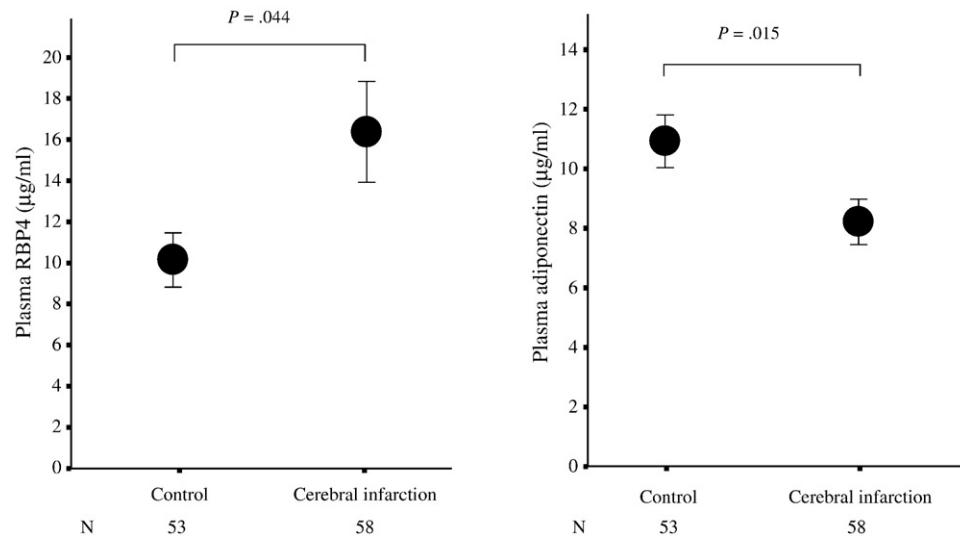 P = .044
Plasma RBP4 (µg/ml)
20
18
16
14
12
10
8
6
4
2
0
Control
Cerebral infarction
N
53
58
P = .015
Plasma adiponectin (µg/ml)
14
12
10
8
6
4
2
0
Control
Cerebral infarction
N
53
58